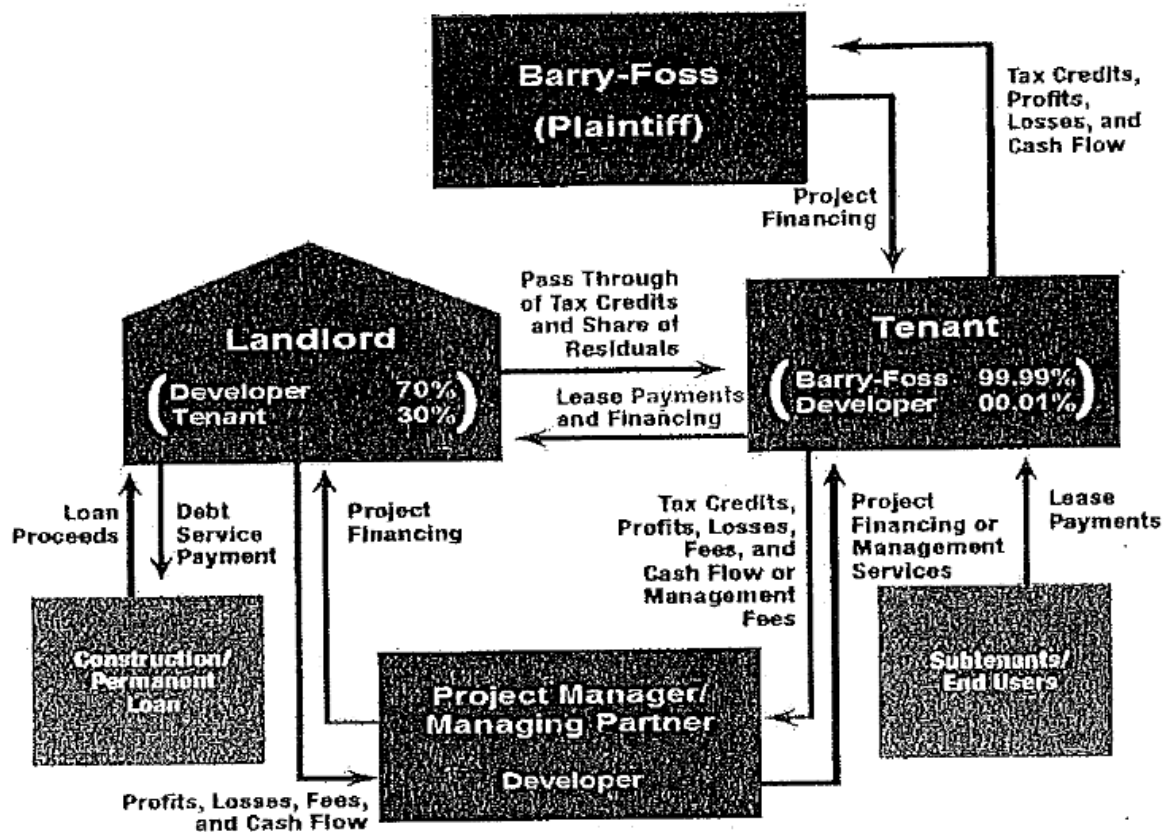 Barry-Foss
(Plaintiff)
Tax Credits,
Profits,
Losses, and
Cash Flow
Project
Financing
Landlord
(Developer 70%
Tenant 30%)
Pass Through
of Tax Credits
and Share of
Residuals
Lease Payments
and Financing
Tenant
(Barry-Foss 99.99%
Developer 00.01%)
Loan
Proceeds
Debt
Service
Payment
Project
Financing
Tax Credits,
Profits, Losses,
Fees, and
Cash Flow or
Management
Fees
Project
Financing or
Management
Services
Lease
Payments
Construction/
Permanent
Loan
Project Manager/
Managing Partner
Developer
Subtenants/
End Users
Profits, Losses, Fees,
and Cash Flow